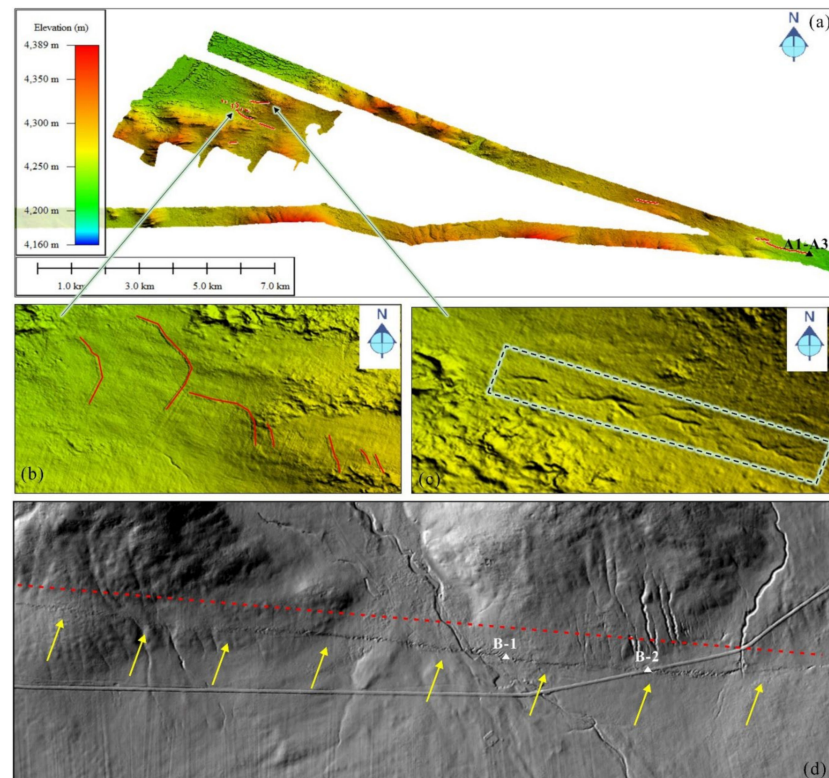 (a)
N
Elevation (m)
4,389 m
4,350 m
4,300 m
4,250 m
4,200 m
4,160 m
A1-A3
1.0 km 3.0 km 5.0 km 7.0 km
N
(b)
N
(c)
B-1
B-2
(d)